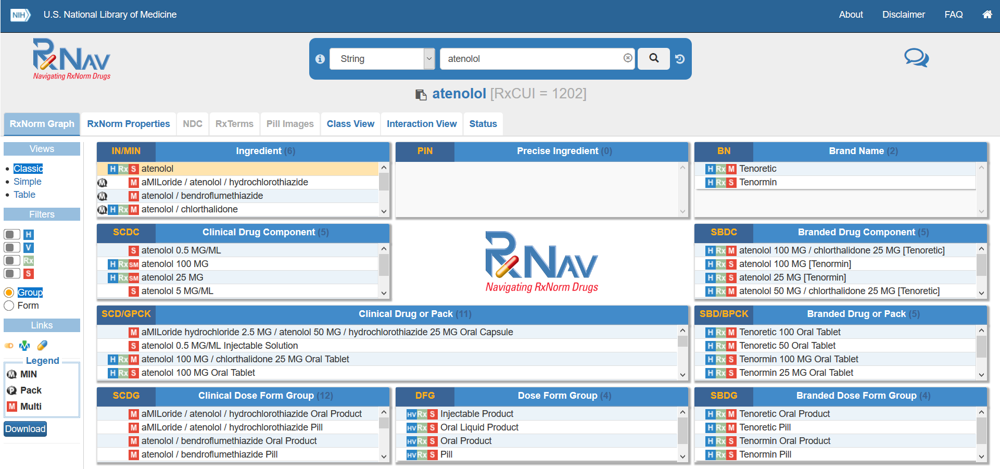 NIH U.S. National Library of Medicine About Disclaimer FAQ
RxNav
Navigating RxNorm Drugs
String atenolol
atenolol [RxCUI = 1202]
RxNorm Graph RxNorm Properties NDC RxTerms Pill Images Class View Interaction View Status
Views
Classic
Simple
Table
Filters
H
V
Rx
S
Group
Form
Links
Legend
M MIN
P Pack
M Multi
Download
IN/MIN Ingredient (6)
H Rx S atenolol
M M aMILoride / atenolol / hydrochlorothiazide
M M atenolol / bendroflumethiazide
M H Rx M atenolol / chlorthalidone
PIN Precise Ingredient (0)
BN Brand Name (2)
H Rx M Tenoretic
H Rx S Tenormin
SCDC Clinical Drug Component (5)
S atenolol 0.5 MG/ML
H Rx SM atenolol 100 MG
H Rx SM atenolol 25 MG
S atenolol 5 MG/ML
RxNav
Navigating RxNorm Drugs
SBDC Branded Drug Component (5)
H Rx M atenolol 100 MG / chlorthalidone 25 MG [Tenoretic]
H Rx S atenolol 100 MG [Tenormin]
H Rx S atenolol 25 MG [Tenormin]
H Rx M atenolol 50 MG / chlorthalidone 25 MG [Tenoretic]
SCD/GPCK Clinical Drug or Pack (11)
M aMILoride hydrochloride 2.5 MG / atenolol 50 MG / hydrochlorothiazide 25 MG Oral Capsule
S atenolol 0.5 MG/ML Injectable Solution
H Rx M atenolol 100 MG / chlorthalidone 25 MG Oral Tablet
H Rx S atenolol 100 MG Oral Tablet
SBD/BPCK Branded Drug or Pack (5)
H Rx M Tenoretic 100 Oral Tablet
H Rx M Tenoretic 50 Oral Tablet
H Rx S Tenormin 100 MG Oral Tablet
H Rx S Tenormin 25 MG Oral Tablet
SCDG Clinical Dose Form Group (12)
M aMILoride / atenolol / hydrochlorothiazide Oral Product
M aMILoride / atenolol / hydrochlorothiazide Pill
M atenolol / bendroflumethiazide Oral Product
M atenolol / bendroflumethiazide Pill
DFG Dose Form Group (4)
HV Rx S Injectable Product
HV Rx S Oral Liquid Product
HV Rx S Oral Product
HV Rx S Pill
SBDG Branded Dose Form Group (4)
H Rx M Tenoretic Oral Product
H Rx M Tenoretic Pill
H Rx S Tenormin Oral Product
H Rx S Tenormin Pill